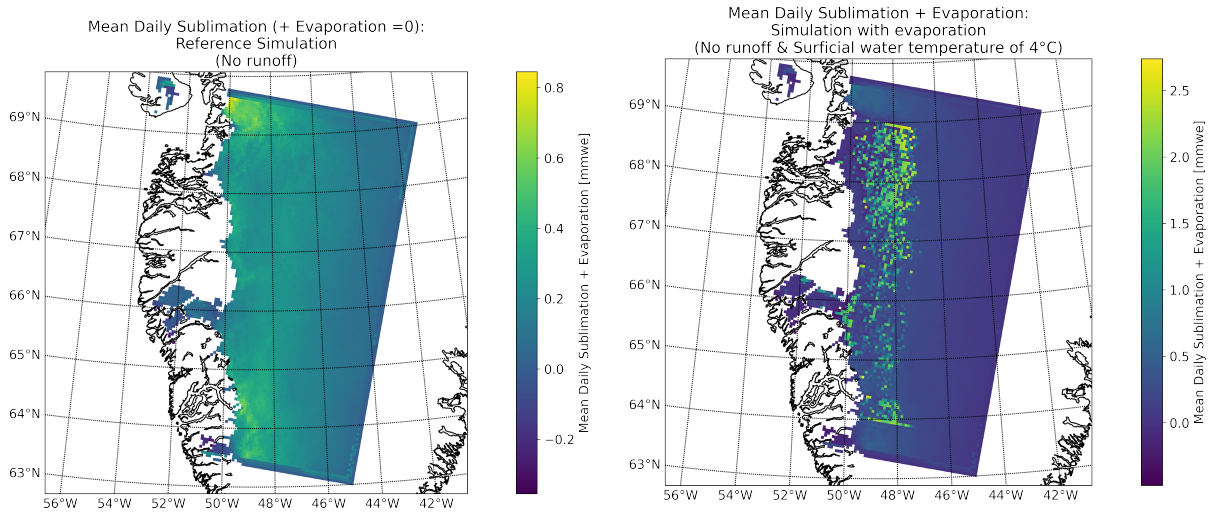 Mean Daily Sublimation (+ Evaporation =0):
Reference Simulation
(No runoff)
69°N
68°N
67°N
66°N
65°N
64°N
63°N
56°W 54°W 52°W 50°W 48°W 46°W 44°W 42°W
0.8
0.6
0.4
0.2
0.0
−0.2
Mean Daily Sublimation + Evaporation [mmwe]
Mean Daily Sublimation + Evaporation:
Simulation with evaporation
(No runoff & Surficial water temperature of 4°C)
69°N
68°N
67°N
66°N
65°N
64°N
63°N
56°W 54°W 52°W 50°W 48°W 46°W 44°W 42°W
2.5
2.0
1.5
1.0
0.5
0.0
Mean Daily Sublimation + Evaporation [mmwe]